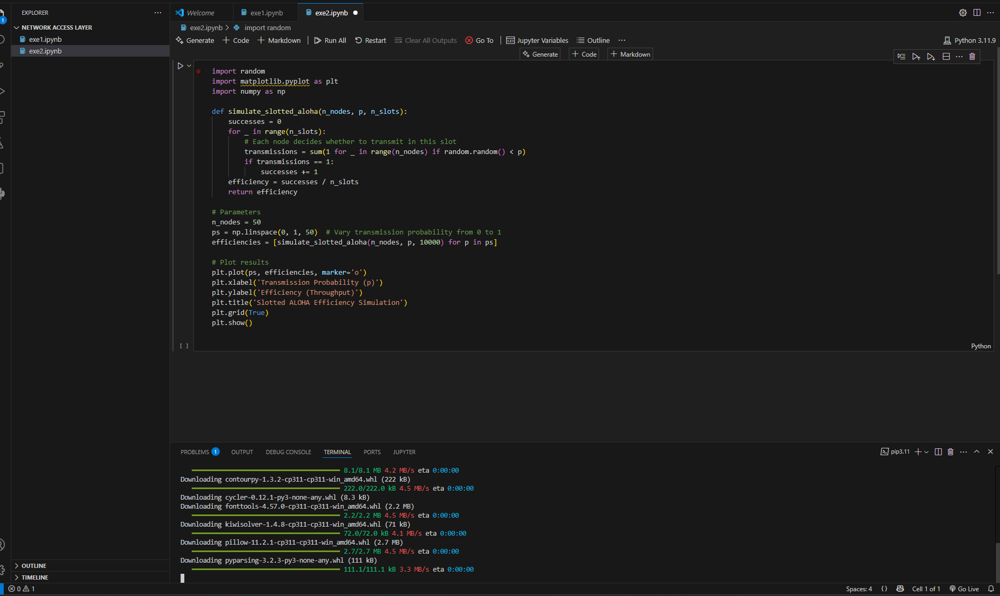 EXPLORER
NETWORK ACCESS LAYER
exe1.ipynb
exe2.ipynb
OUTLINE
TIMELINE
1
Welcome
exe1.ipynb
exe2.ipynb
exe2.ipynb > import random
Generate + Code + Markdown | Run All Restart Clear All Outputs Go To | Jupyter Variables Outline ...
Python 3.11.9
Generate + Code + Markdown
import random
import matplotlib.pyplot as plt
import numpy as np
def simulate_slotted_aloha(n_nodes, p, n_slots):
successes = 0
for _ in range(n_slots):
# Each node decides whether to transmit in this slot
transmissions = sum(1 for _ in range(n_nodes) if random.random() < p)
if transmissions == 1:
successes += 1
efficiency = successes / n_slots
return efficiency
# Parameters
n_nodes = 50
ps = np.linspace(0, 1, 50)  # Vary transmission probability from 0 to 1
efficiencies = [simulate_slotted_aloha(n_nodes, p, 10000) for p in ps]
# Plot results
plt.plot(ps, efficiencies, marker='o')
plt.xlabel('Transmission Probability (p)')
plt.ylabel('Efficiency (Throughput)')
plt.title('Slotted ALOHA Efficiency Simulation')
plt.grid(True)
plt.show()
[ ]
Python
PROBLEMS 1 OUTPUT DEBUG CONSOLE TERMINAL PORTS JUPYTER
pip3.11
8.1/8.1 MB 4.2 MB/s eta 0:00:00
Downloading contourpy-1.3.2-cp311-cp311-win_amd64.whl (222 kB)
222.0/222.0 kB 4.5 MB/s eta 0:00:00
Downloading cycler-0.12.1-py3-none-any.whl (8.3 kB)
Downloading fonttools-4.57.0-cp311-cp311-win_amd64.whl (2.2 MB)
2.2/2.2 MB 4.5 MB/s eta 0:00:00
Downloading kiwisolver-1.4.8-cp311-cp311-win_amd64.whl (71 kB)
72.0/72.0 kB 4.1 MB/s eta 0:00:00
Downloading pillow-11.2.1-cp311-cp311-win_amd64.whl (2.7 MB)
2.7/2.7 MB 4.5 MB/s eta 0:00:00
Downloading pyparsing-3.2.3-py3-none-any.whl (111 kB)
111.1/111.1 kB 3.3 MB/s eta 0:00:00
0 1
Spaces: 4 {} Cell 1 of 1 Go Live